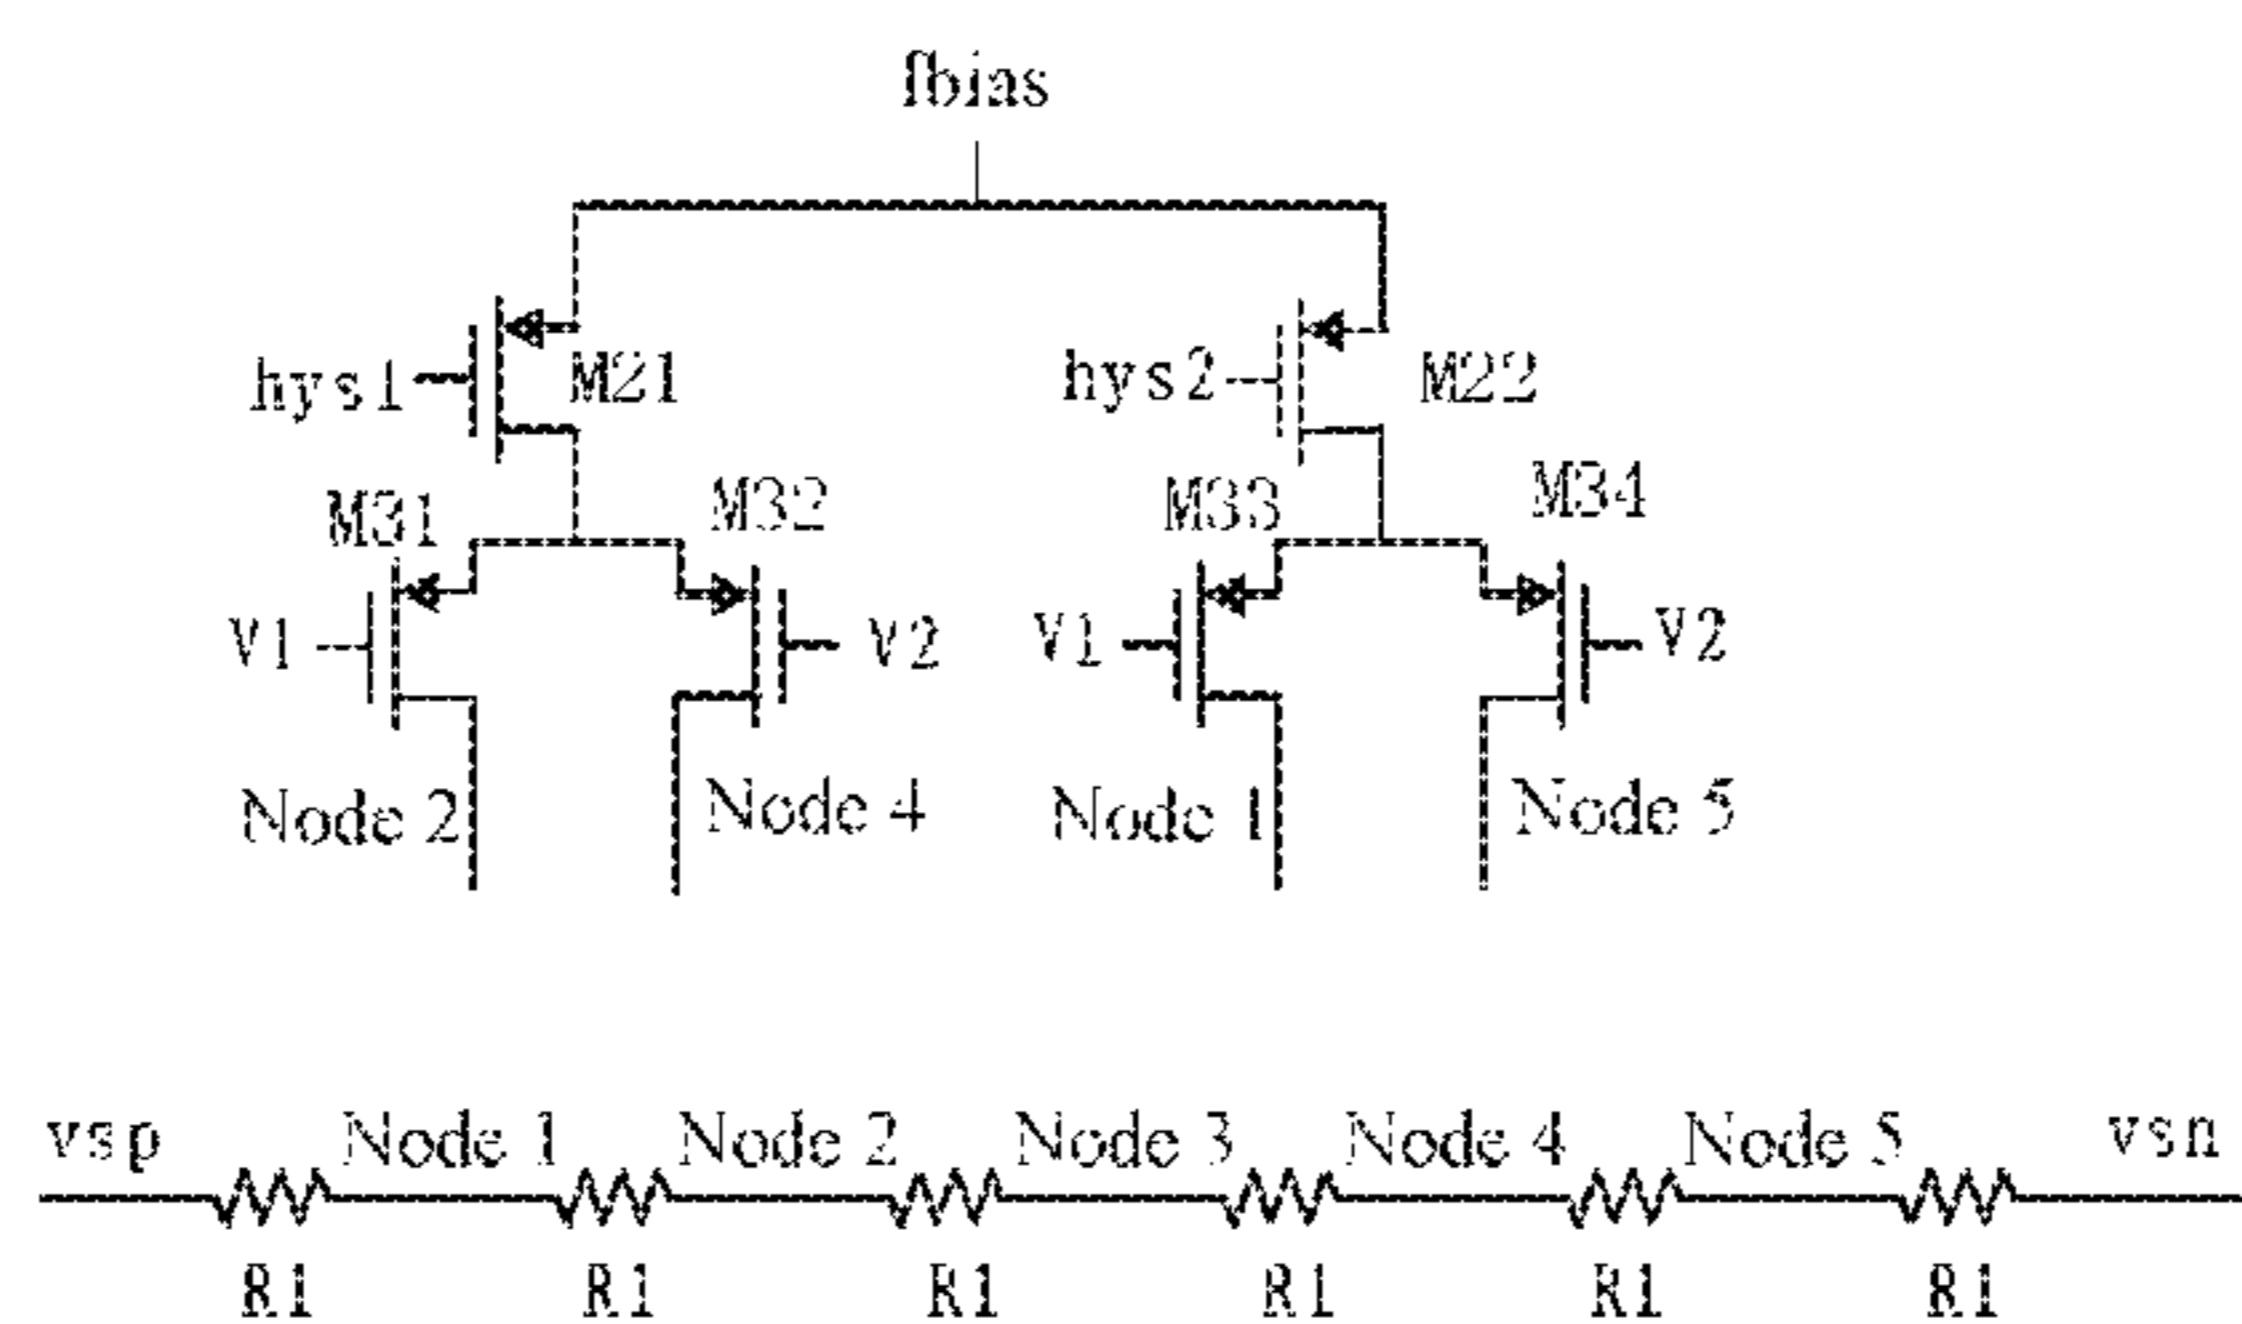 Ibias
hys1 M21 hys2 M22
M31 M32 M33 M34
V1 V2 V1 V2
Node 2 Node 4 Node 1 Node 5
vsp Node 1 Node 2 Node 3 Node 4 Node 5 vsn
R1 R1 R1 R1 R1 R1